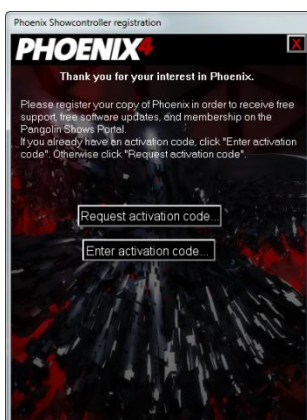 Phoenix Showcontroller registration
PHOENIX4
X
Thank you for your interest in Phoenix.
Please register your copy of Phoenix in order to receive free
support, free software updates, and membership on the
Pangolin Shows Portal.
If you already have an activation code, click "Enter activation
code". Otherwise click "Request activation code".
Request activation code...
Enter activation code...